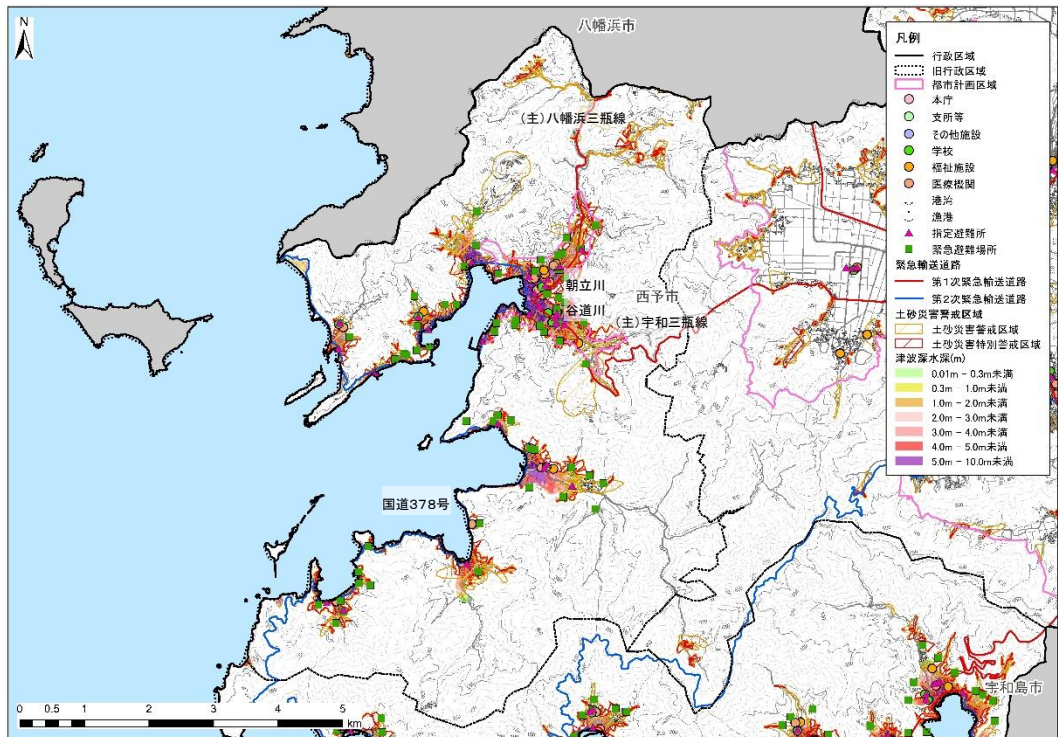 N
八幡浜市
(主)八幡浜三瓶線
朝立川
谷道川
西予市
(主)宇和三瓶線
国道378号
宇和島市
0 0.5 1 2 3 4 5
km
凡例
行政区域
旧行政区域
都市計画区域
本庁
支所等
その他施設
学校
福祉施設
医療機関
港湾
漁港
指定避難所
緊急避難場所
緊急輸送道路
第1次緊急輸送道路
第2次緊急輸送道路
土砂災害警戒区域
土砂災害警戒区域
土砂災害特別警戒区域
津波深水深(m)
0.01m - 0.3m未満
0.3m - 1.0m未満
1.0m - 2.0m未満
2.0m - 3.0m未満
3.0m - 4.0m未満
4.0m - 5.0m未満
5.0m - 10.0m未満